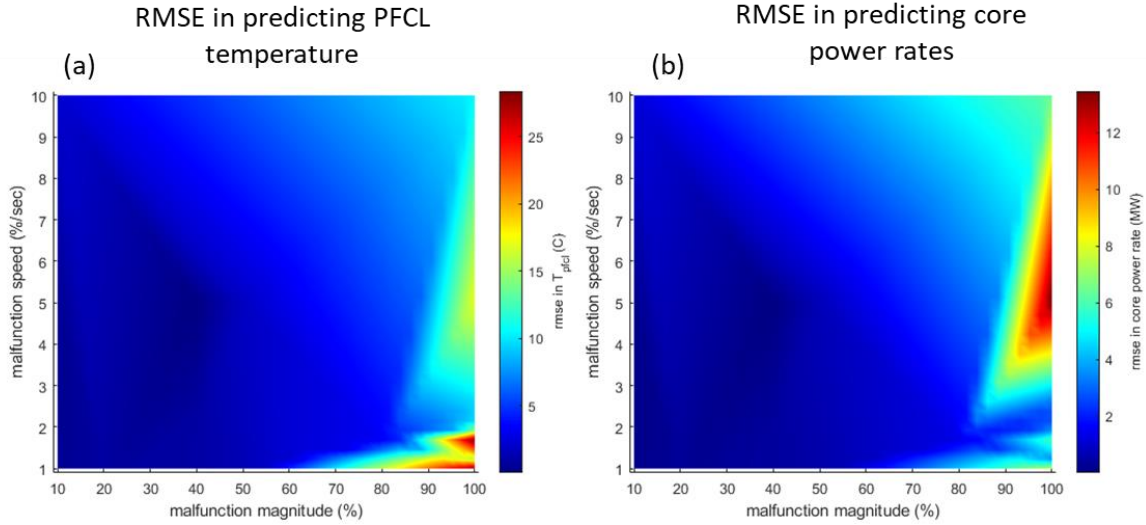 RMSE in predicting PFCL
temperature
(a)
10
9
8
7
6
5
4
3
2
1
malfunction speed (%/sec)
10 20 30 40 50 60 70 80 90 100
malfunction magnitude (%)
25
20
15
10
5
rmse in T_pfcl (C)
RMSE in predicting core
power rates
(b)
10
9
8
7
6
5
4
3
2
1
malfunction speed (%/sec)
10 20 30 40 50 60 70 80 90 100
malfunction magnitude (%)
12
10
8
6
4
2
rmse in core power rate (MW)